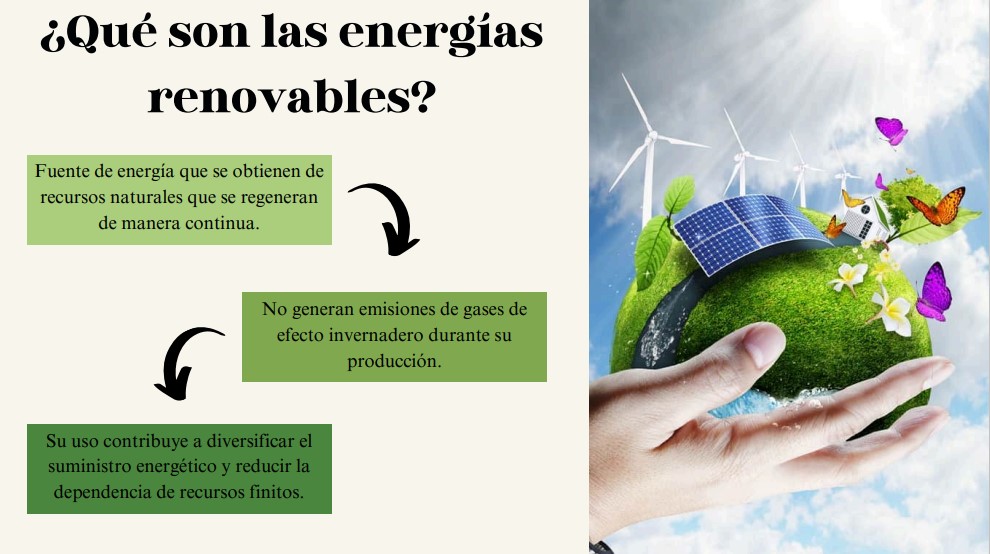 ¿Qué son las energías
renovables?
Fuente de energía que se obtienen de
recursos naturales que se regeneran
de manera continua.
No generan emisiones de gases de
efecto invernadero durante su
producción.
Su uso contribuye a diversificar el
suministro energético y reducir la
dependencia de recursos finitos.